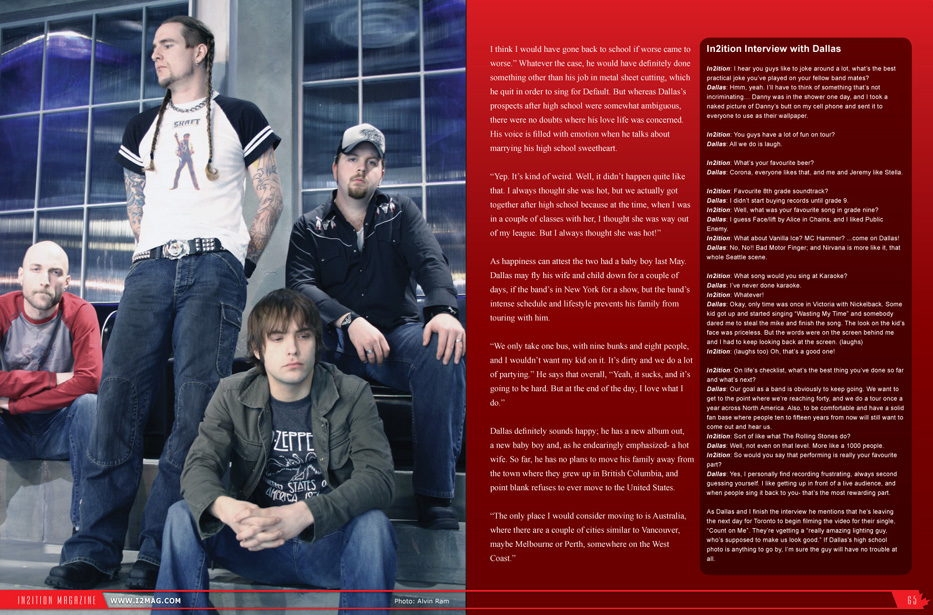 SHAFT
ZEPPE
STATES O
AMERICA
I think I would have gone back to school if worse came to
worse.” Whatever the case, he would have definitely done
something other than his job in metal sheet cutting, which
he quit in order to sing for Default. But whereas Dallas’s
prospects after high school were somewhat ambiguous,
there were no doubts where his love life was concerned.
His voice is filled with emotion when he talks about
marrying his high school sweetheart.
“Yep. It’s kind of weird. Well, it didn’t happen quite like
that. I always thought she was hot, but we actually got
together after high school because at the time, when I was
in a couple of classes with her, I thought she was way out
of my league. But I always thought she was hot!”
As happiness can attest the two had a baby boy last May.
Dallas may fly his wife and child down for a couple of
days, if the band’s in New York for a show, but the band’s
intense schedule and lifestyle prevents his family from
touring with him.
“We only take one bus, with nine bunks and eight people,
and I wouldn’t want my kid on it. It’s dirty and we do a lot
of partying.” He says that overall, “Yeah, it sucks, and it’s
going to be hard. But at the end of the day, I love what I
do.”
Dallas definitely sounds happy; he has a new album out,
a new baby boy and, as he endearingly emphasized- a hot
wife. So far, he has no plans to move his family away from
the town where they grew up in British Columbia, and
point blank refuses to ever move to the United States.
“The only place I would consider moving to is Australia,
where there are a couple of cities similar to Vancouver,
maybe Melbourne or Perth, somewhere on the West
Coast.”
In2ition Interview with Dallas
In2ition: I hear you guys like to joke around a lot, what’s the best
practical joke you’ve played on your fellow band mates?
Dallas: Hmm, yeah. I’ll have to think of something that’s not
incriminating... Danny was in the shower one day, and I took a
naked picture of Danny’s butt on my cell phone and sent it to
everyone to use as their wallpaper.
In2ition: You guys have a lot of fun on tour?
Dallas: All we do is laugh.
In2ition: What’s your favourite beer?
Dallas: Corona, everyone likes that, and me and Jeremy like Stella.
In2ition: Favourite 8th grade soundtrack?
Dallas: I didn’t start buying records until grade 9.
In2ition: Well, what was your favourite song in grade nine?
Dallas: I guess Face/lift by Alice in Chains, and I liked Public
Enemy.
In2ition: What about Vanilla Ice? MC Hammer? ...come on Dallas!
Dallas: No, No!! Bad Motor Finger; and Nirvana is more like it, that
whole Seattle scene.
In2ition: What song would you sing at Karaoke?
Dallas: I’ve never done karaoke.
In2ition: Whatever!
Dallas: Okay, only time was once in Victoria with Nickelback. Some
kid got up and started singing “Wasting My Time” and somebody
dared me to steal the mike and finish the song. The look on the kid’s
face was priceless. But the words were on the screen behind me
and I had to keep looking back at the screen. (laughs)
In2ition: (laughs too) Oh, that’s a good one!
In2ition: On life’s checklist, what’s the best thing you’ve done so far
and what’s next?
Dallas: Our goal as a band is obviously to keep going. We want to
get to the point where we’re reaching forty, and we do a tour once a
year across North America. Also, to be comfortable and have a solid
fan base where people ten to fifteen years from now will still want to
come out and hear us.
In2ition: Sort of like what The Rolling Stones do?
Dallas: Well, not even on that level. More like a 1000 people.
In2ition: So would you say that performing is really your favourite
part?
Dallas: Yes, I personally find recording frustrating, always second
guessing yourself. I like getting up in front of a live audience, and
when people sing it back to you- that’s the most rewarding part.
As Dallas and I finish the interview he mentions that he’s leaving
the next day for Toronto to begin filming the video for their single,
“Count on Me”. They’re vgetting a “really amazing lighting guy,
who’s supposed to make us look good.” If Dallas’s high school
photo is anything to go by, I’m sure the guy will have no trouble at
all.
IN2ITION MAGAZINE WWW.I2MAG.COM
Photo: Alvin Ram
65